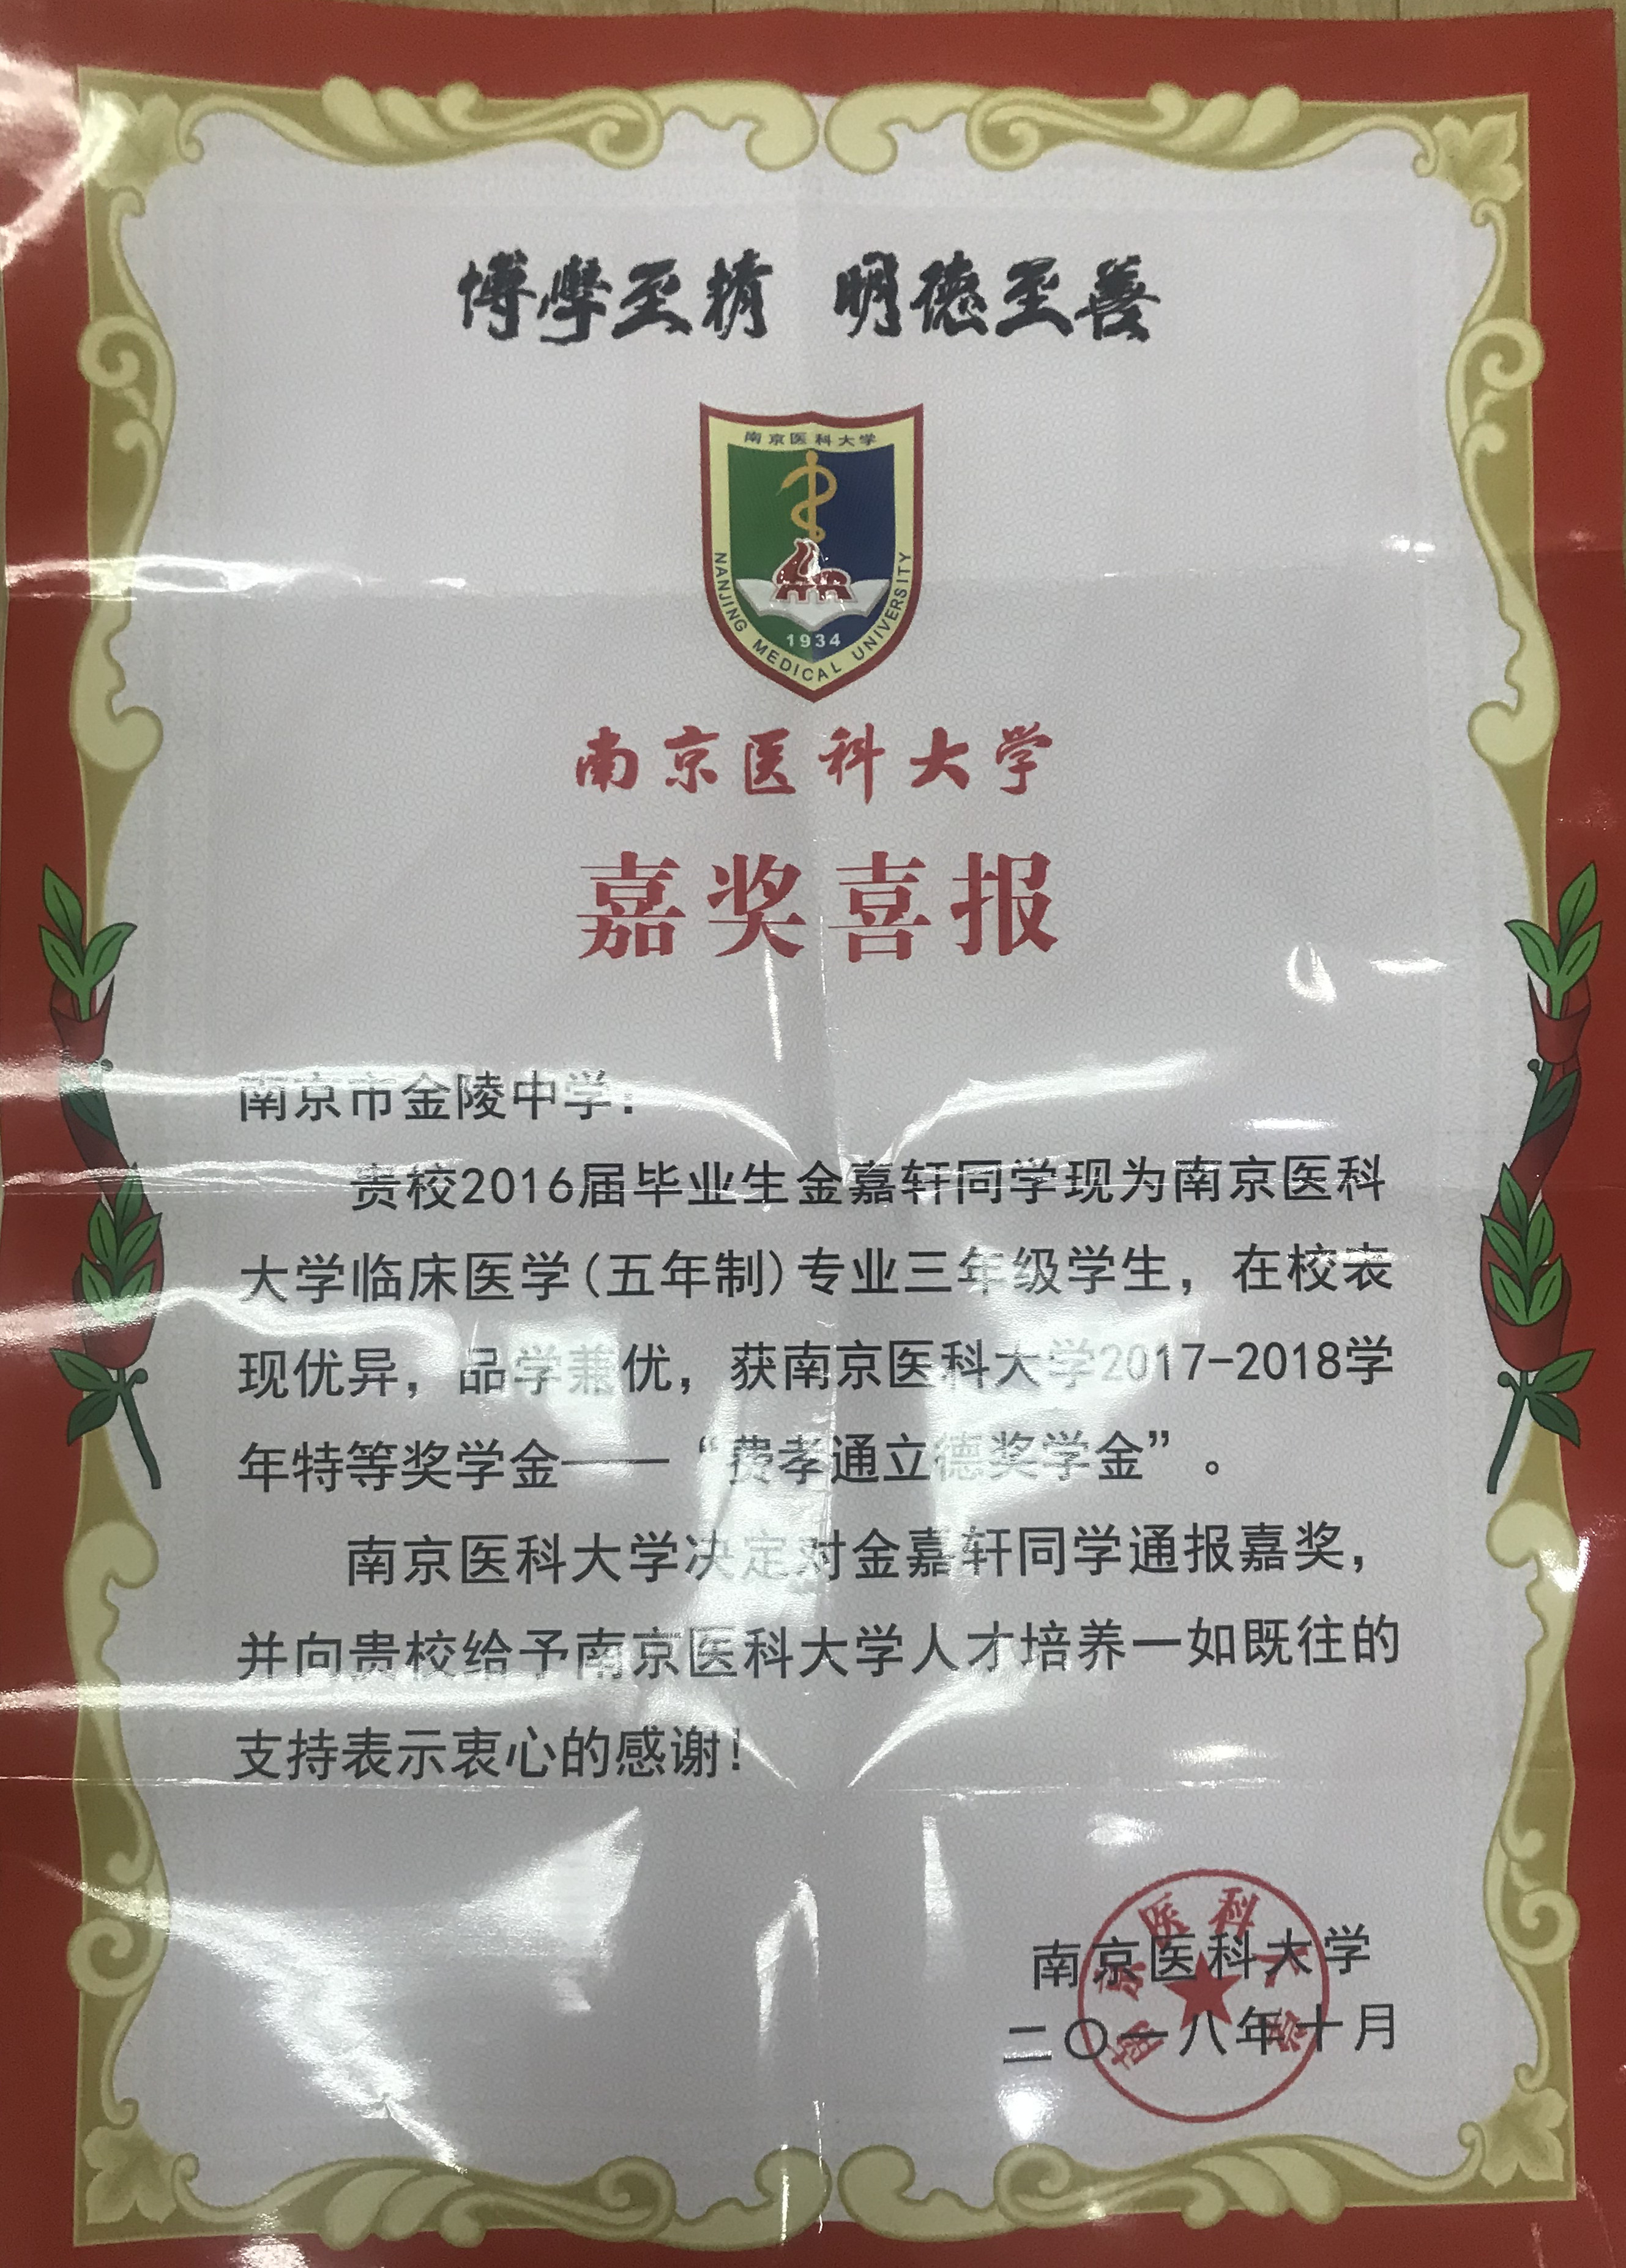 博學至精 明德至善
南京医科大学
NANJING MEDICAL UNIVERSITY
1934
南京医科大学
嘉奖喜报
南京市金陵中学:
贵校2016届毕业生金嘉轩同学现为南京医科
大学临床医学(五年制)专业三年级学生，在校表
现优异，品学兼优，获南京医科大学2017-2018学
年特等奖学金——“费孝通立德奖学金”。
南京医科大学决定对金嘉轩同学通报嘉奖，
并向贵校给予南京医科大学人才培养一如既往的
支持表示衷心的感谢!
南京医科大学
二〇一八年十月
南京医科大学